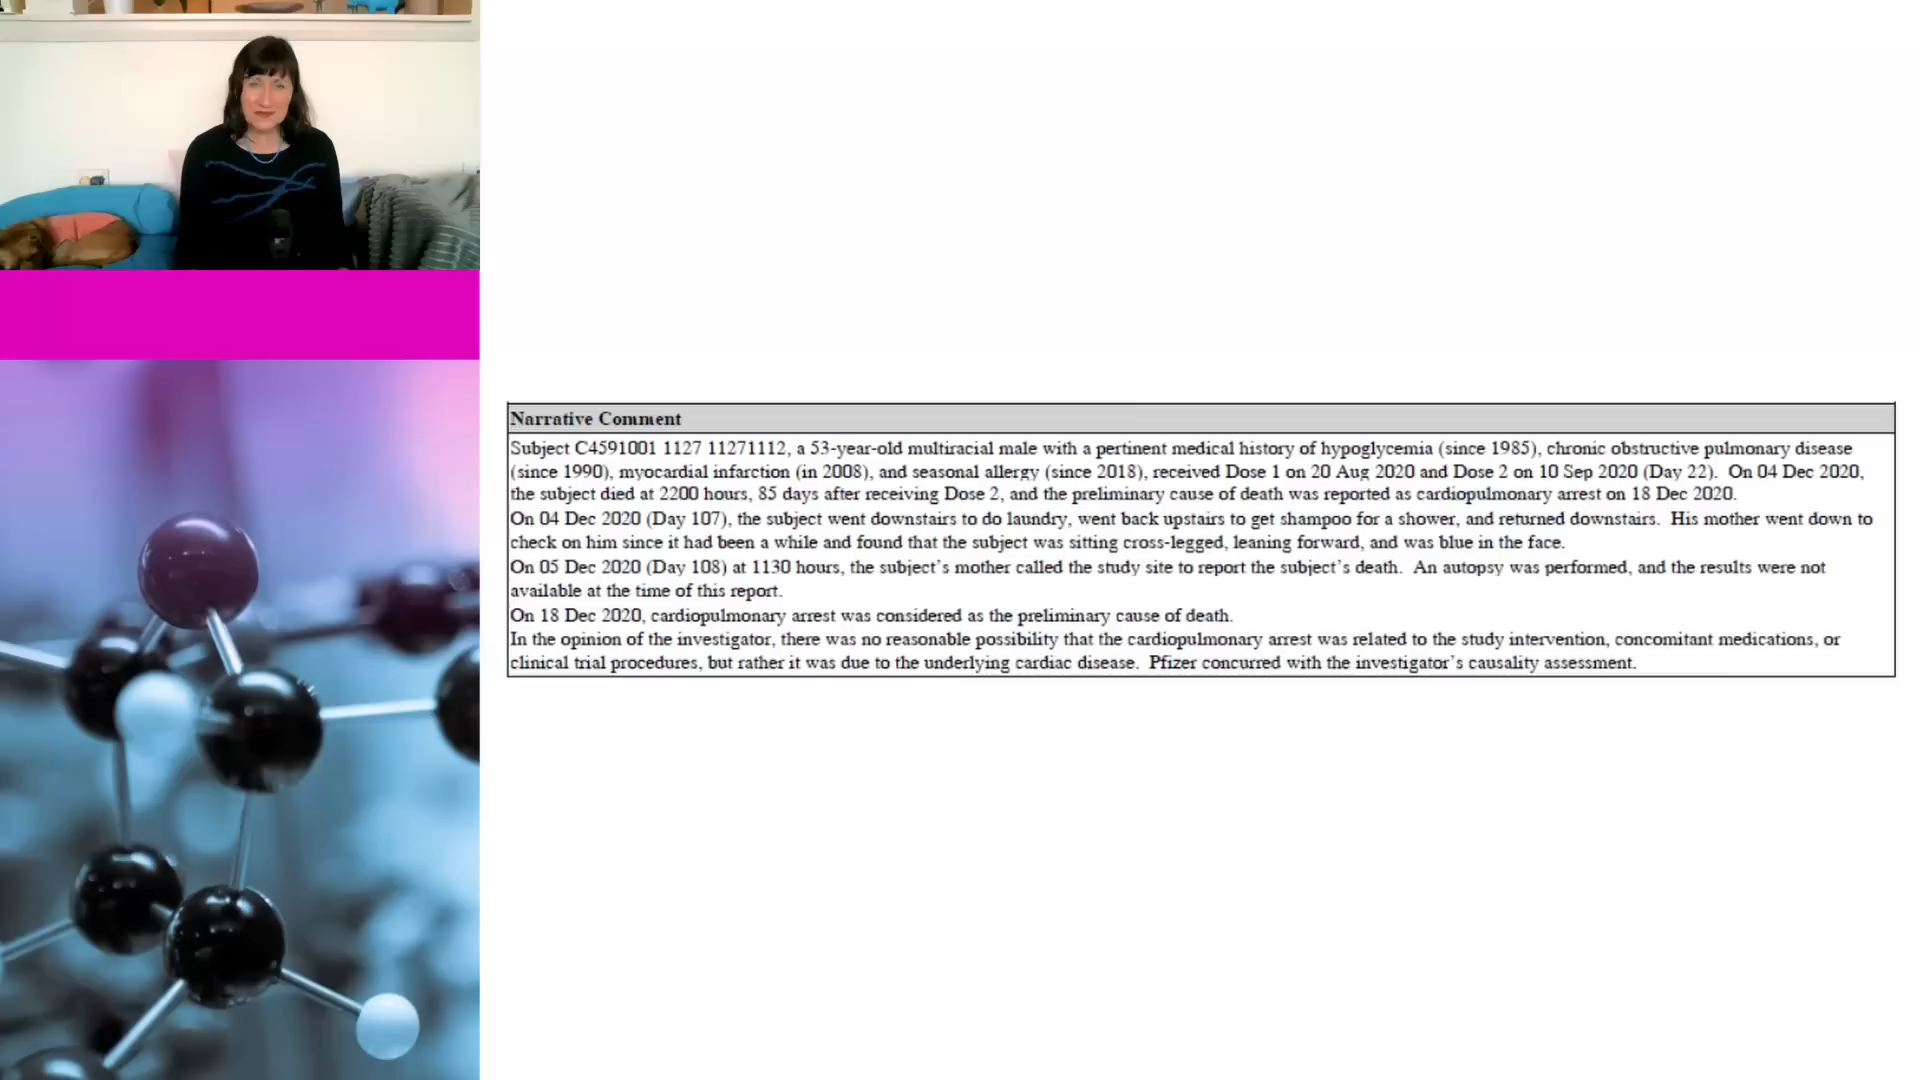 Narrative Comment
Subject C4591001 1127 11271112, a 53-year-old multiracial male with a pertinent medical history of hypoglycemia (since 1985), chronic obstructive pulmonary disease
(since 1990), myocardial infarction (in 2008), and seasonal allergy (since 2018), received Dose 1 on 20 Aug 2020 and Dose 2 on 10 Sep 2020 (Day 22).  On 04 Dec 2020,
the subject died at 2200 hours, 85 days after receiving Dose 2, and the preliminary cause of death was reported as cardiopulmonary arrest on 18 Dec 2020.
On 04 Dec 2020 (Day 107), the subject went downstairs to do laundry, went back upstairs to get shampoo for a shower, and returned downstairs.  His mother went down to
check on him since it had been a while and found that the subject was sitting cross-legged, leaning forward, and was blue in the face.
On 05 Dec 2020 (Day 108) at 1130 hours, the subject's mother called the study site to report the subject's death.  An autopsy was performed, and the results were not
available at the time of this report.
On 18 Dec 2020, cardiopulmonary arrest was considered as the preliminary cause of death.
In the opinion of the investigator, there was no reasonable possibility that the cardiopulmonary arrest was related to the study intervention, concomitant medications, or
clinical trial procedures, but rather it was due to the underlying cardiac disease.  Pfizer concurred with the investigator's causality assessment.